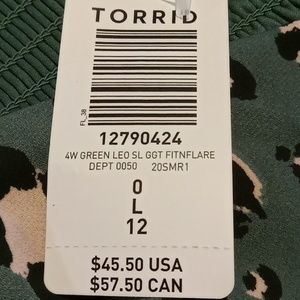 TORRID
FL_38
12790424
4W GREEN LEO SL GGT FITNFLARE
DEPT 0050 20SMR1
0
L
12
$45.50 USA
$57.50 CAN